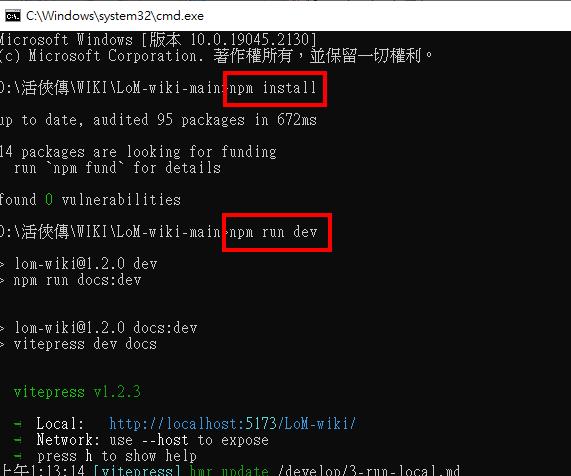 C:\Windows\system32\cmd.exe
Microsoft Windows [版本 10.0.19045.2130]
(c) Microsoft Corporation. 著作權所有，並保留一切權利。
D:\活俠傳\WIKI\LoM-wiki-main>npm install
up to date, audited 95 packages in 672ms
14 packages are looking for funding
run `npm fund` for details
found 0 vulnerabilities
D:\活俠傳\WIKI\LoM-wiki-main>npm run dev
> lom-wiki@1.2.0 dev
> npm run docs:dev
> lom-wiki@1.2.0 docs:dev
> vitepress dev docs
vitepress v1.2.3
➜ Local: http://localhost:5173/LoM-wiki/
➜ Network: use --host to expose
➜ press h to show help
上午1:13:14 [vitepress] hmr update /develop/3-run-local.md